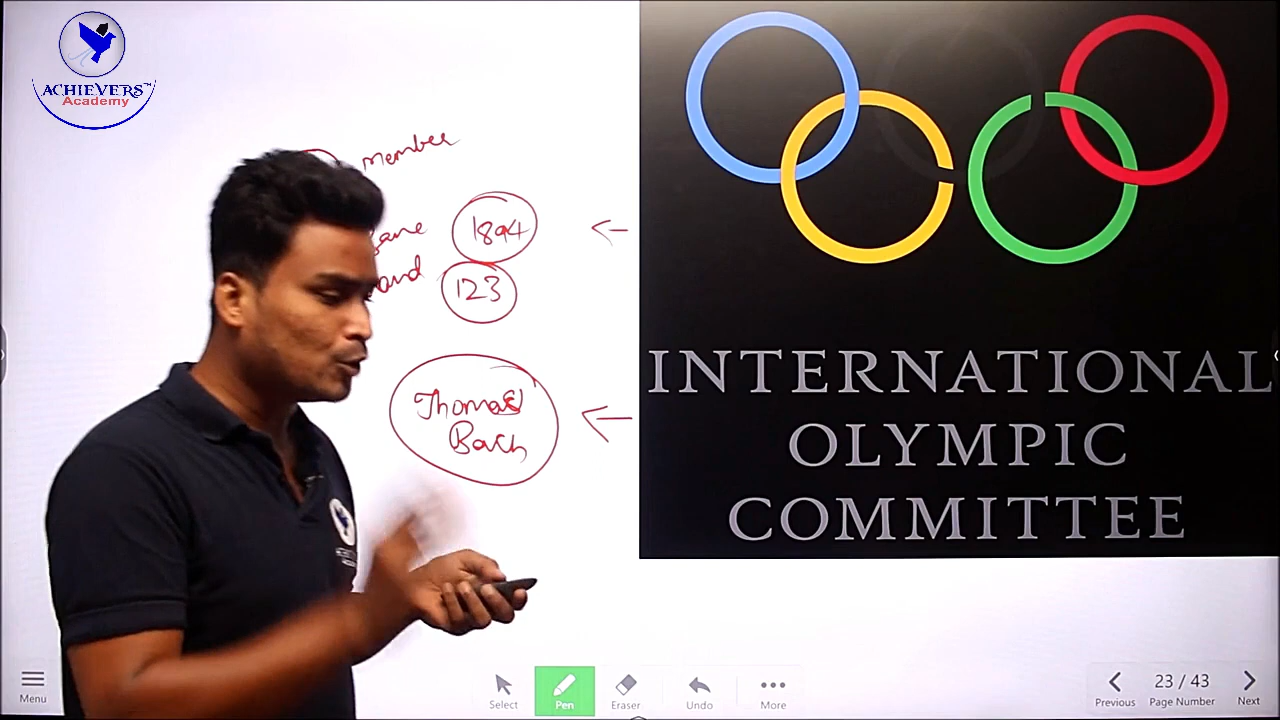 ACHIEVERS™
Academy
Member
1894
123
Thomas
Bach
INTERNATIONAL
OLYMPIC
COMMITTEE
Menu
Select
Pen
Eraser
Undo
More
Previous
23 / 43
Page Number
Next